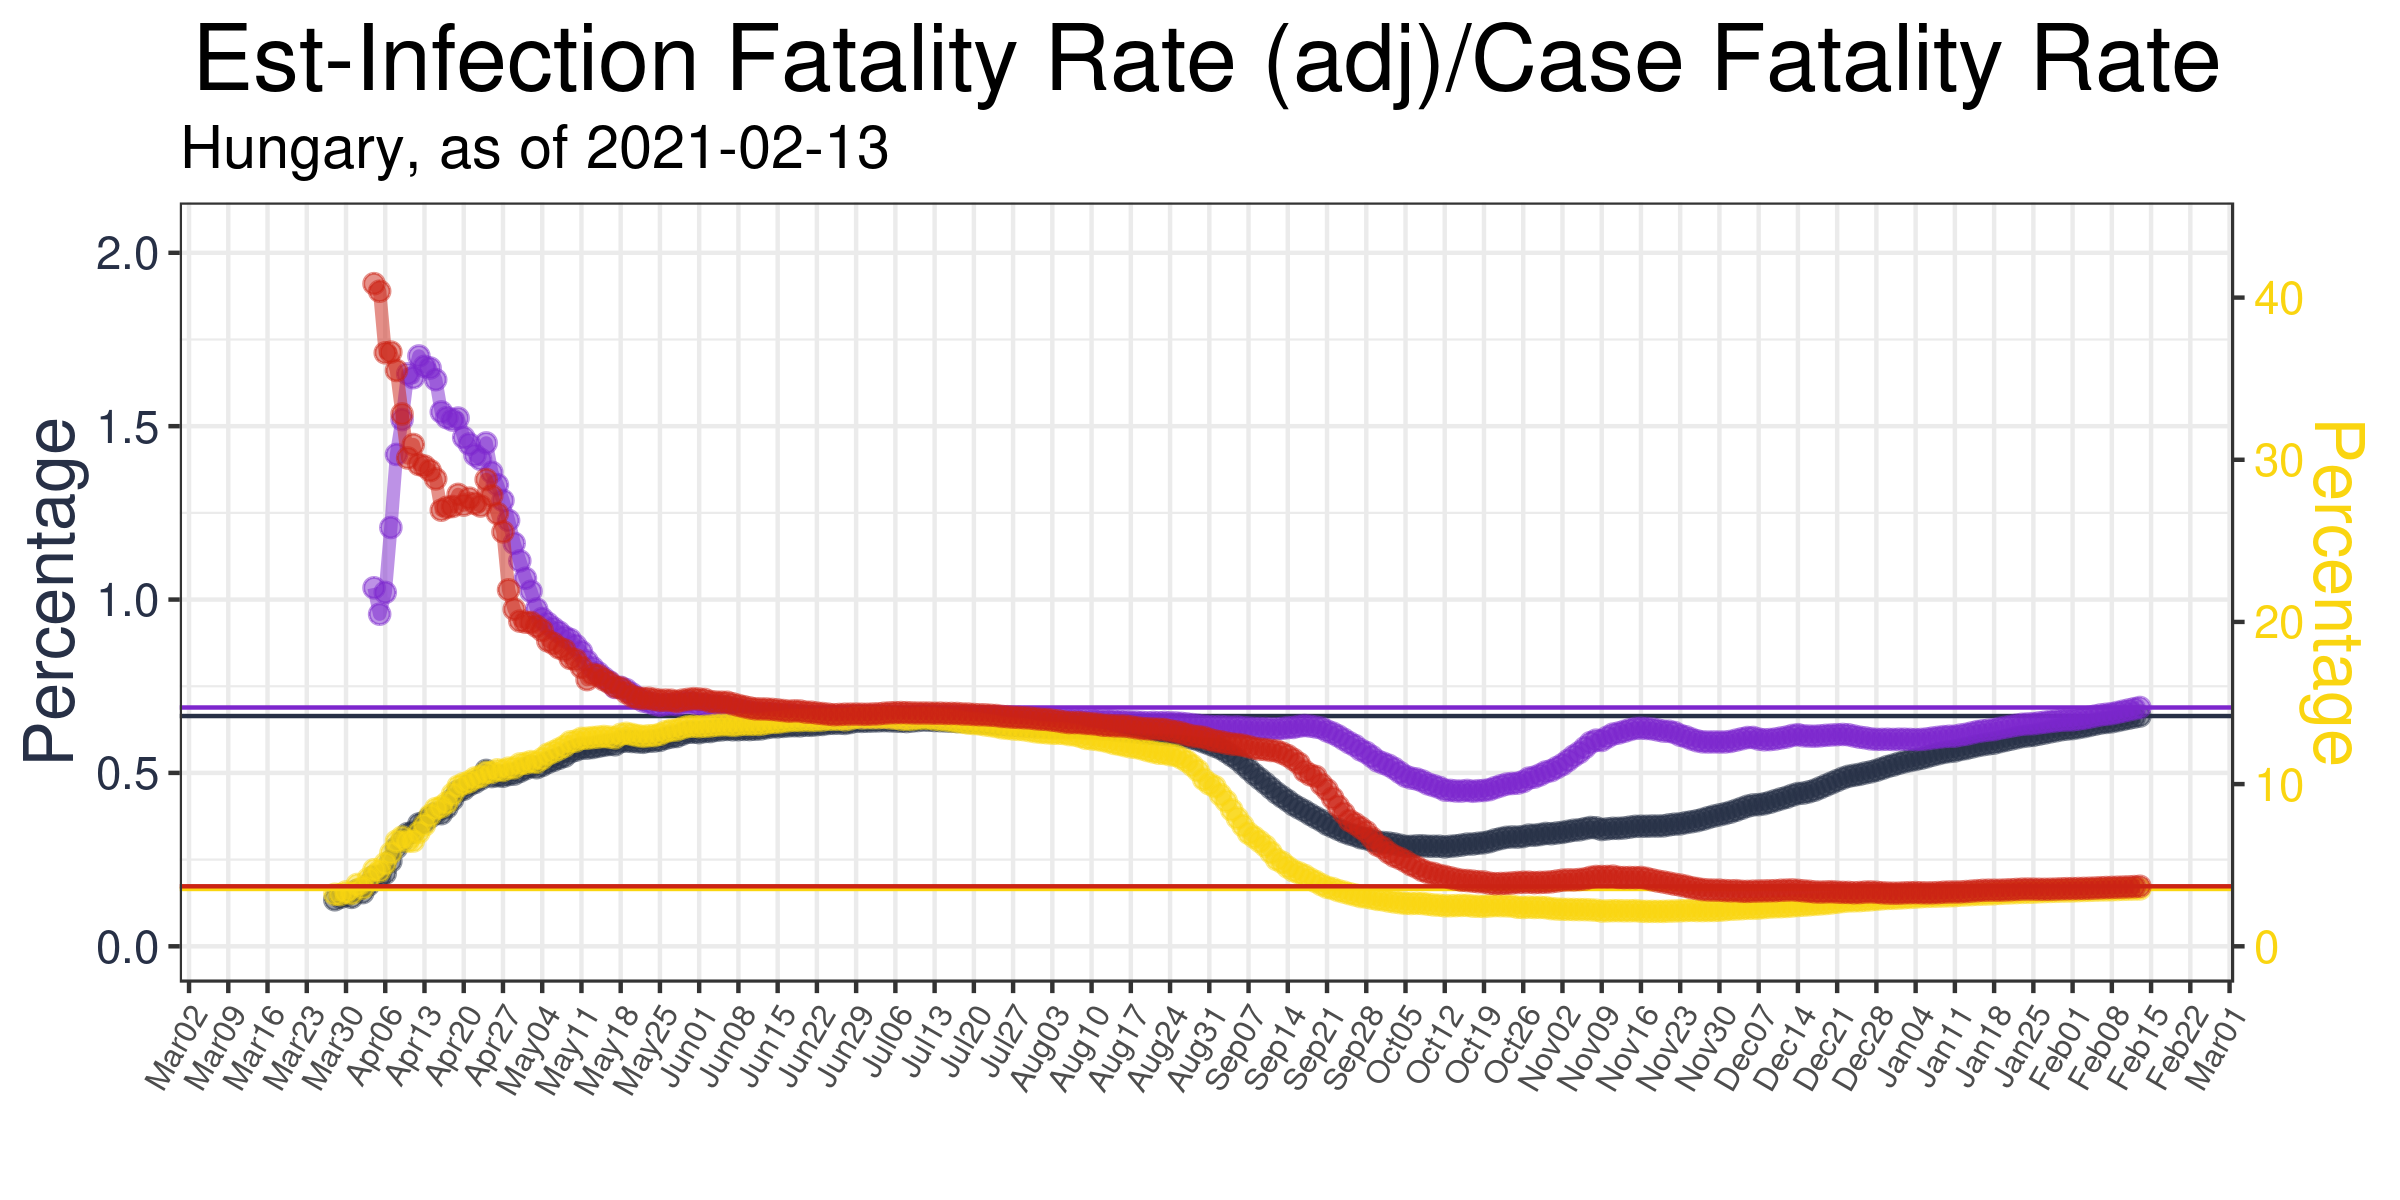 Est-Infection Fatality Rate (adj)/Case Fatality Rate
Hungary, as of 2021-02-13
Percentage
2.0
1.5
1.0
0.5
0.0
40
30
20
10
0
Percentage
Mar02
Mar09
Mar16
Mar23
Mar30
Apr06
Apr13
Apr20
Apr27
May04
May11
May18
May25
Jun01
Jun08
Jun15
Jun22
Jun29
Jul06
Jul13
Jul20
Jul27
Aug03
Aug10
Aug17
Aug24
Aug31
Sep07
Sep14
Sep21
Sep28
Oct05
Oct12
Oct19
Oct26
Nov02
Nov09
Nov16
Nov23
Nov30
Dec07
Dec14
Dec21
Dec28
Jan04
Jan11
Jan18
Jan25
Feb01
Feb08
Feb15
Feb22
Mar01